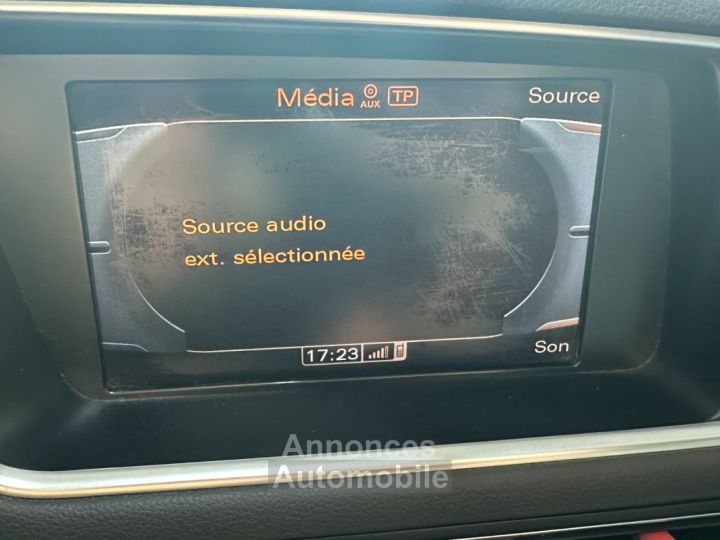 Média AUX TP
Source
Source audio
ext. sélectionnée
17:23
Son
Annonces
Automobile